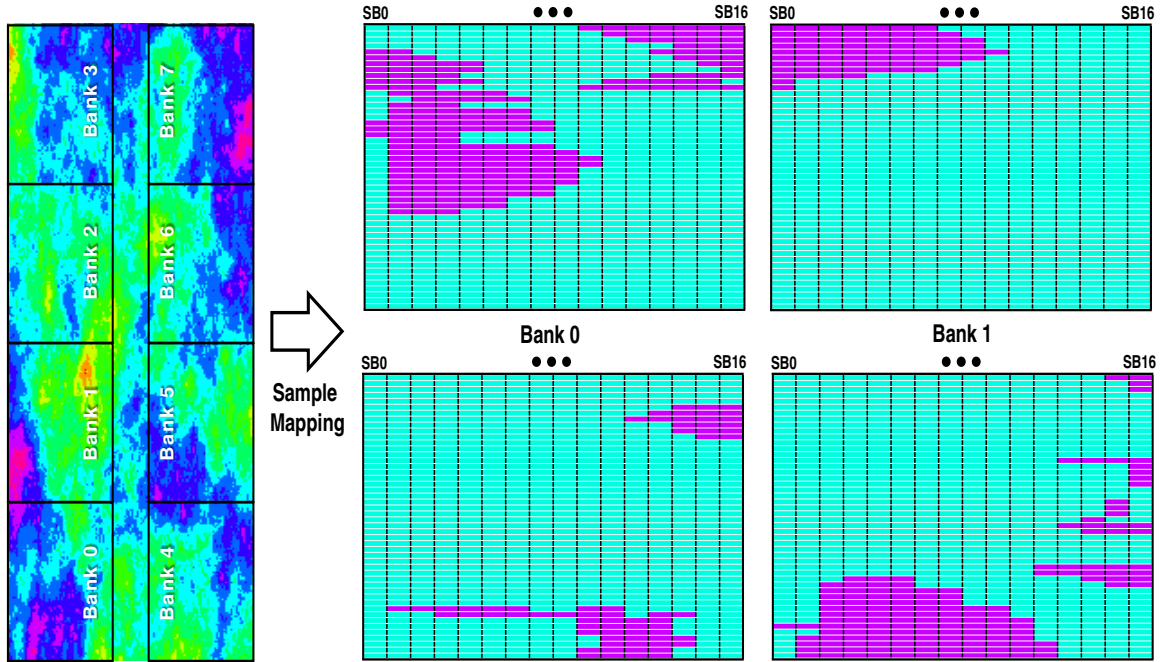 SB0 ● ● ● SB16
SB0 ● ● ● SB16
Bank 3
Bank 7
Bank 2
Bank 6
Bank 1
Bank 5
Bank 0
Bank 4
Sample
Mapping
Bank 0
Bank 1
SB0 ● ● ● SB16
SB0 ● ● ● SB16